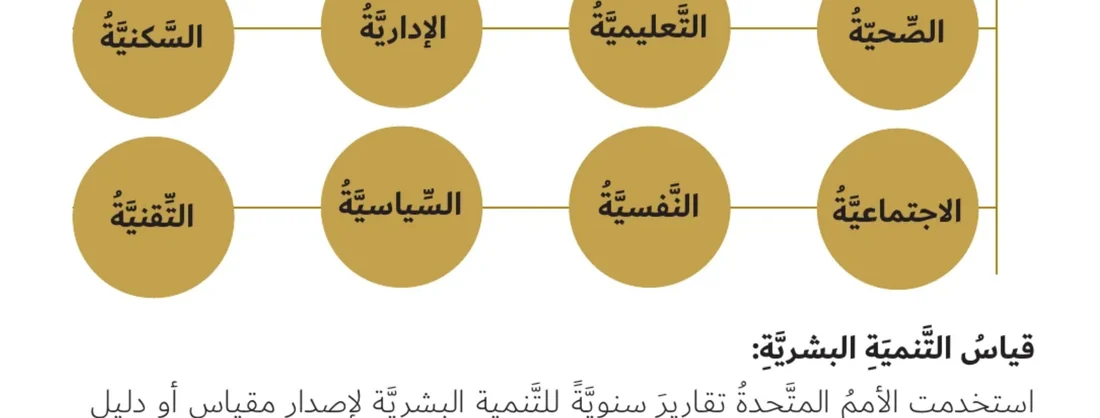 الصِّحيّةُ
التَّعليميَّةُ
الإداريَّةُ
السَّكنيَّةُ
الاجتماعيَّةُ
النَّفسيَّةُ
السِّياسيَّةُ
التِّقنيَّةُ
قياسُ التَّنميَةِ البشريَّةِ:
استخدمت الأممُ المتَّحدةُ تقاريرَ سنويَّةً للتَّنمية البشريَّة لإصدار مقياس أو دليل